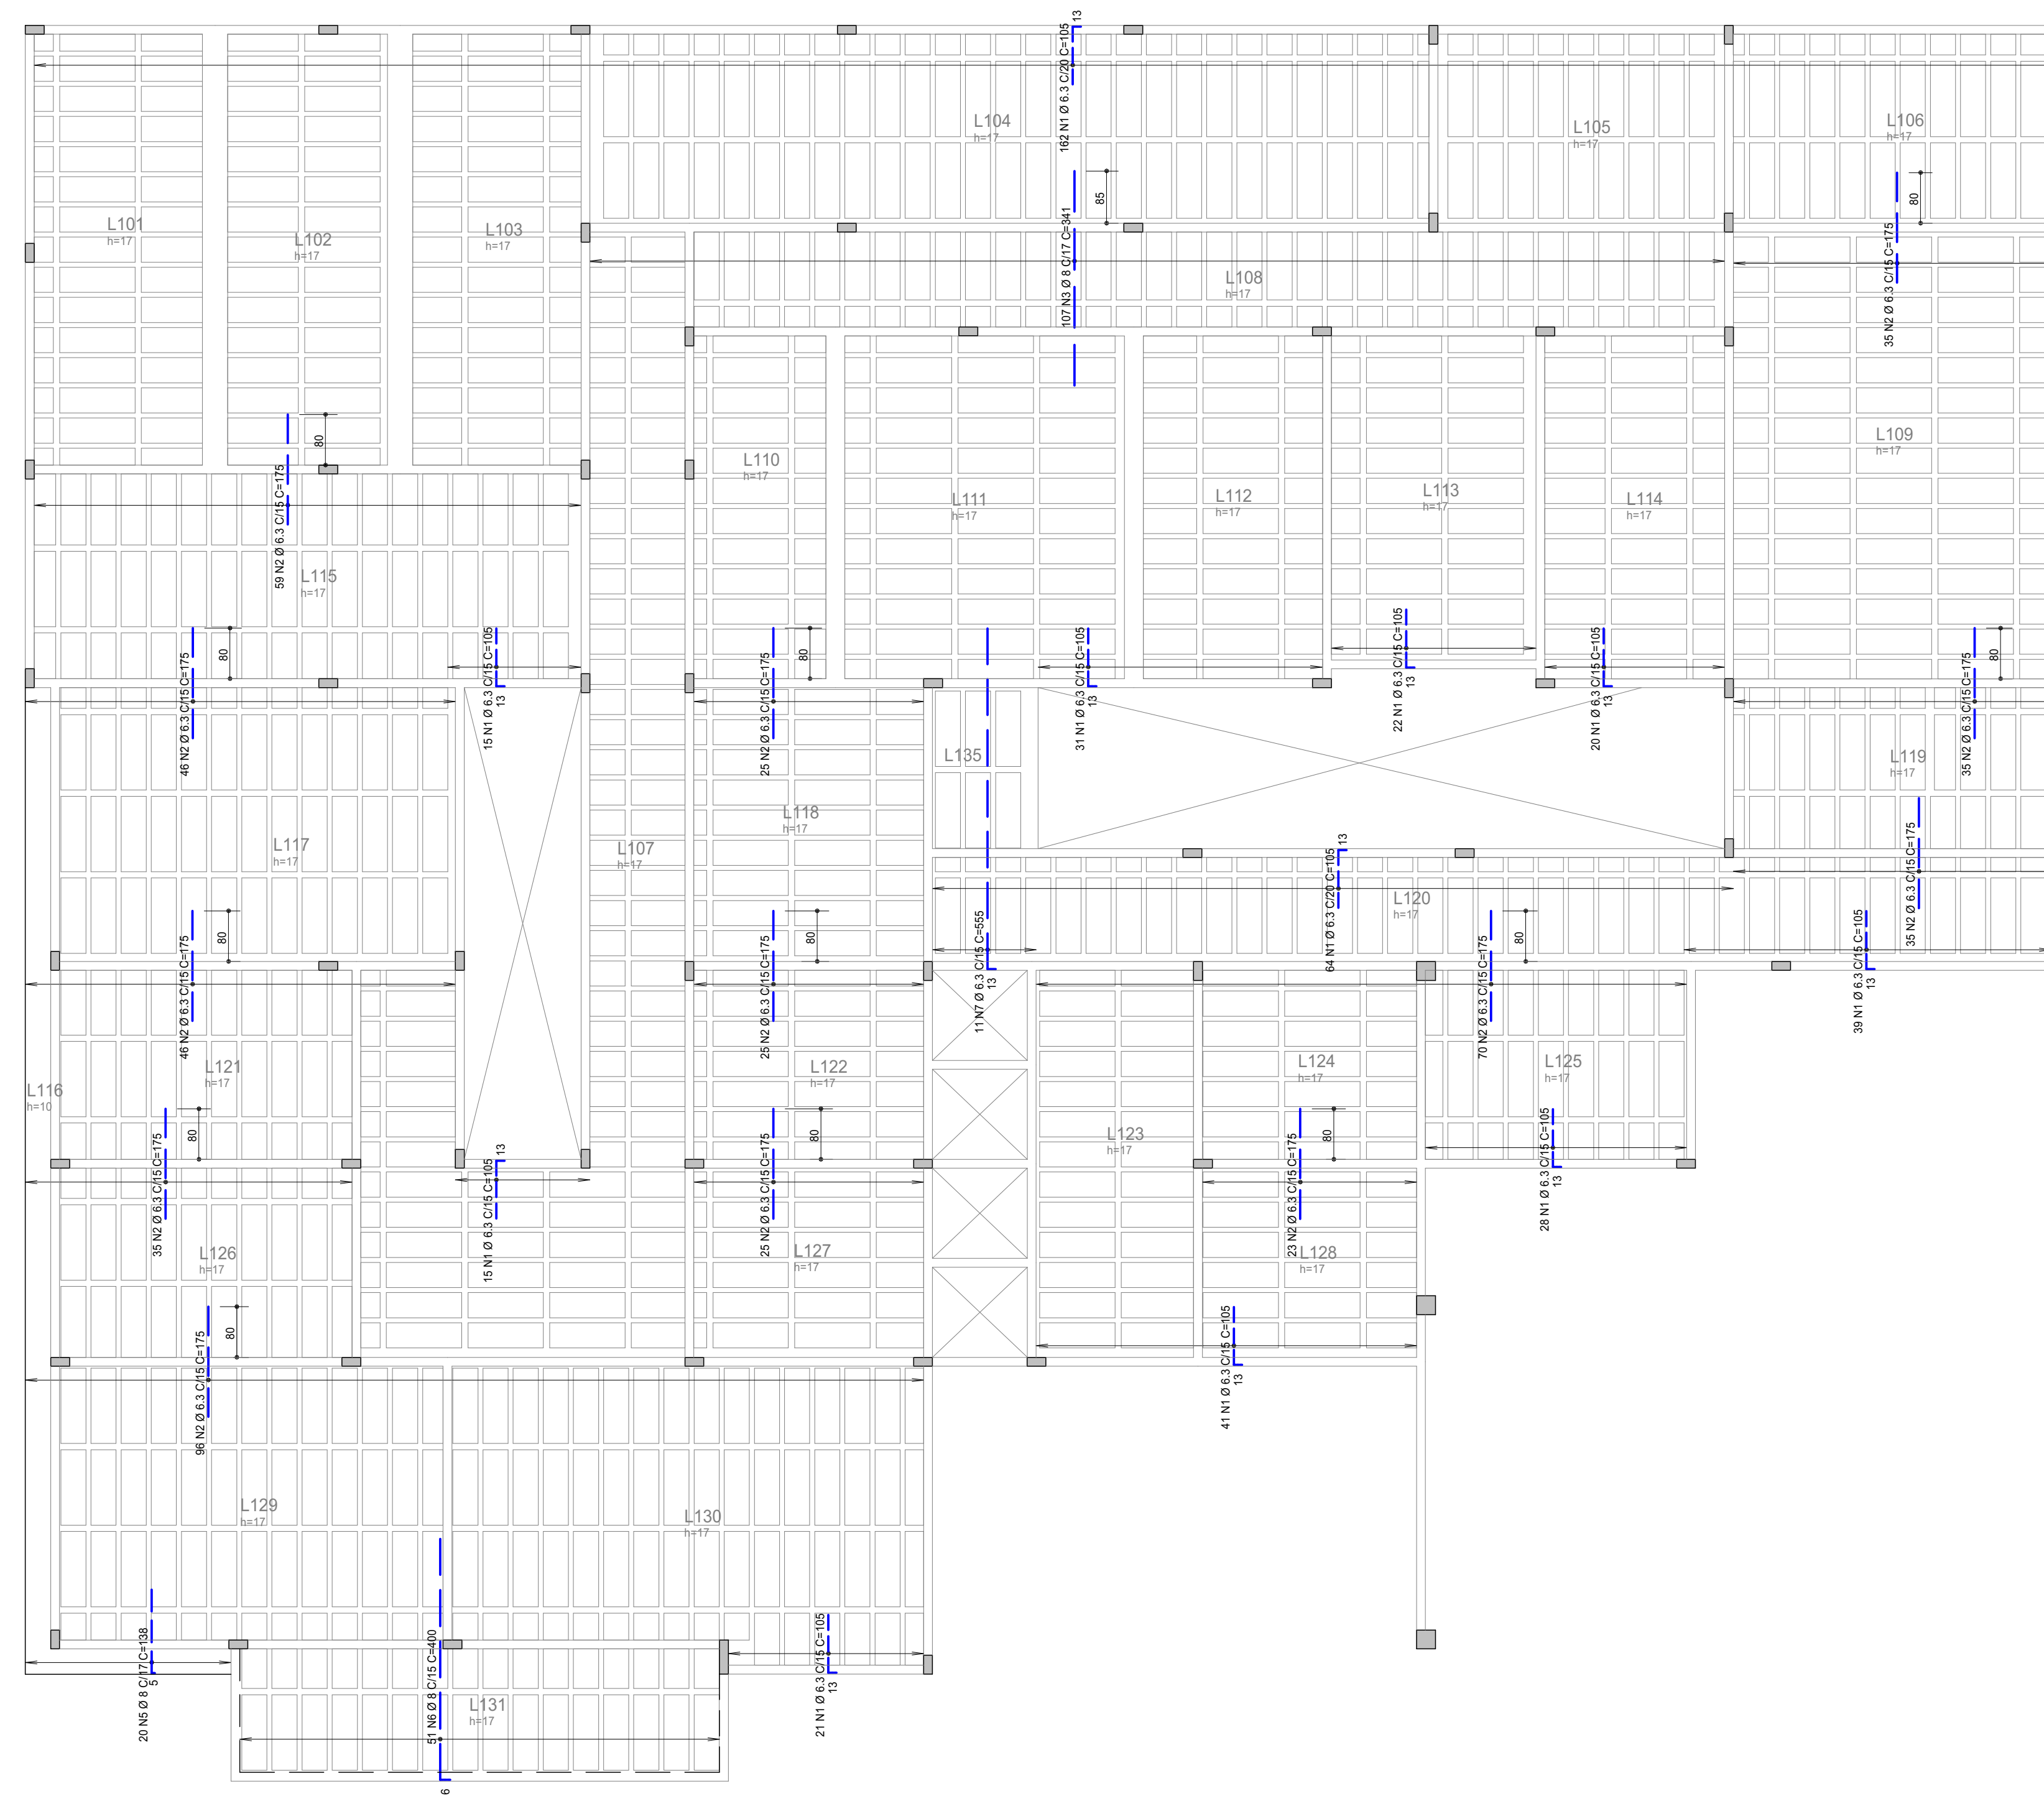 13
162 N1 Ø 6.3 C/20 C=105
L104
h=17
L105
h=17
L106
h=17
85
80
L101
h=17
L102
h=17
L103
h=17
107 N3 Ø 8 C/17 C=341
L108
h=17
35 N2 Ø 6.3 C/15 C=175
80
59 N2 Ø 6.3 C/15 C=175
L110
h=17
L111
h=17
L112
h=17
L113
h=17
L114
h=17
L109
h=17
L115
h=17
80
46 N2 Ø 6.3 C/15 C=175
15 N1 Ø 6.3 C/15 C=105
13
80
25 N2 Ø 6.3 C/15 C=175
31 N1 Ø 6.3 C/15 C=105
13
22 N1 Ø 6.3 C/15 C=105
13
20 N1 Ø 6.3 C/15 C=105
13
80
35 N2 Ø 6.3 C/15 C=175
L135
L119
h=17
L118
h=17
L117
h=17
L107
h=17
13
64 N1 Ø 6.3 C/20 C=105
L120
h=17
35 N2 Ø 6.3 C/15 C=175
80
46 N2 Ø 6.3 C/15 C=175
80
25 N2 Ø 6.3 C/15 C=175
11 N7 Ø 6.3 C/15 C=555
13
80
70 N2 Ø 6.3 C/15 C=175
39 N1 Ø 6.3 C/15 C=105
13
L116
h=10
L121
h=17
L122
h=17
L123
h=17
L124
h=17
L125
h=17
80
35 N2 Ø 6.3 C/15 C=175
13
15 N1 Ø 6.3 C/15 C=105
80
25 N2 Ø 6.3 C/15 C=175
80
23 N2 Ø 6.3 C/15 C=175
28 N1 Ø 6.3 C/15 C=105
13
L126
h=17
L127
h=17
L128
h=17
80
96 N2 Ø 6.3 C/15 C=175
41 N1 Ø 6.3 C/15 C=105
13
L129
h=17
L130
h=17
20 N5 Ø 8 C/17 C=138
5
51 N6 Ø 8 C/15 C=400
6
L131
h=17
21 N1 Ø 6.3 C/15 C=105
13